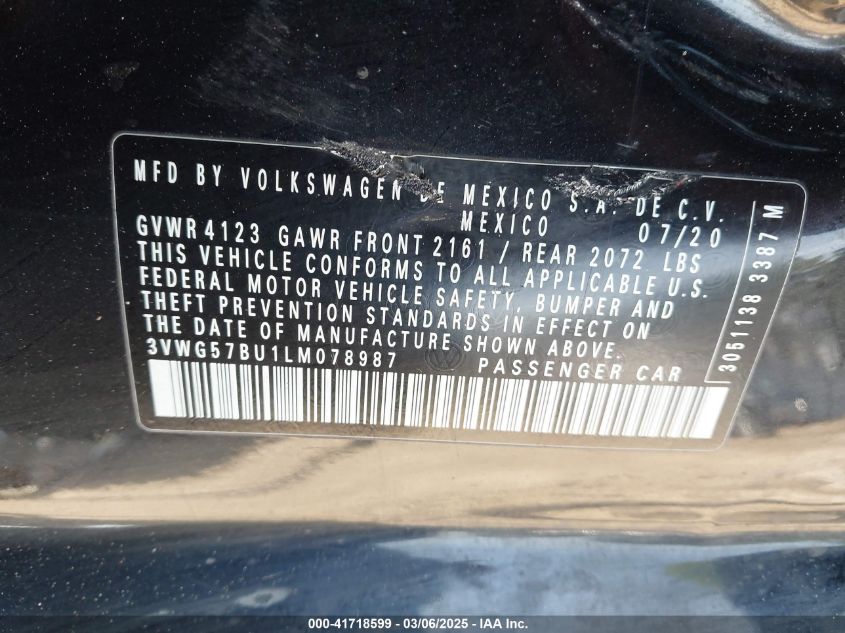 MFD BY VOLKSWAGEN DE MEXICO S.A. DE C.V.
MEXICO 07/20
GVWR 4123 GAWR FRONT 2161 / REAR 2072 LBS
THIS VEHICLE CONFORMS TO ALL APPLICABLE U.S.
FEDERAL MOTOR VEHICLE SAFETY, BUMPER AND
THEFT PREVENTION STANDARDS IN EFFECT ON
THE DATE OF MANUFACTURE SHOWN ABOVE.
3VWG57BU1LM078987 PASSENGER CAR
3051138 3387 M
000-41718599 - 03/06/2025 - IAA Inc.